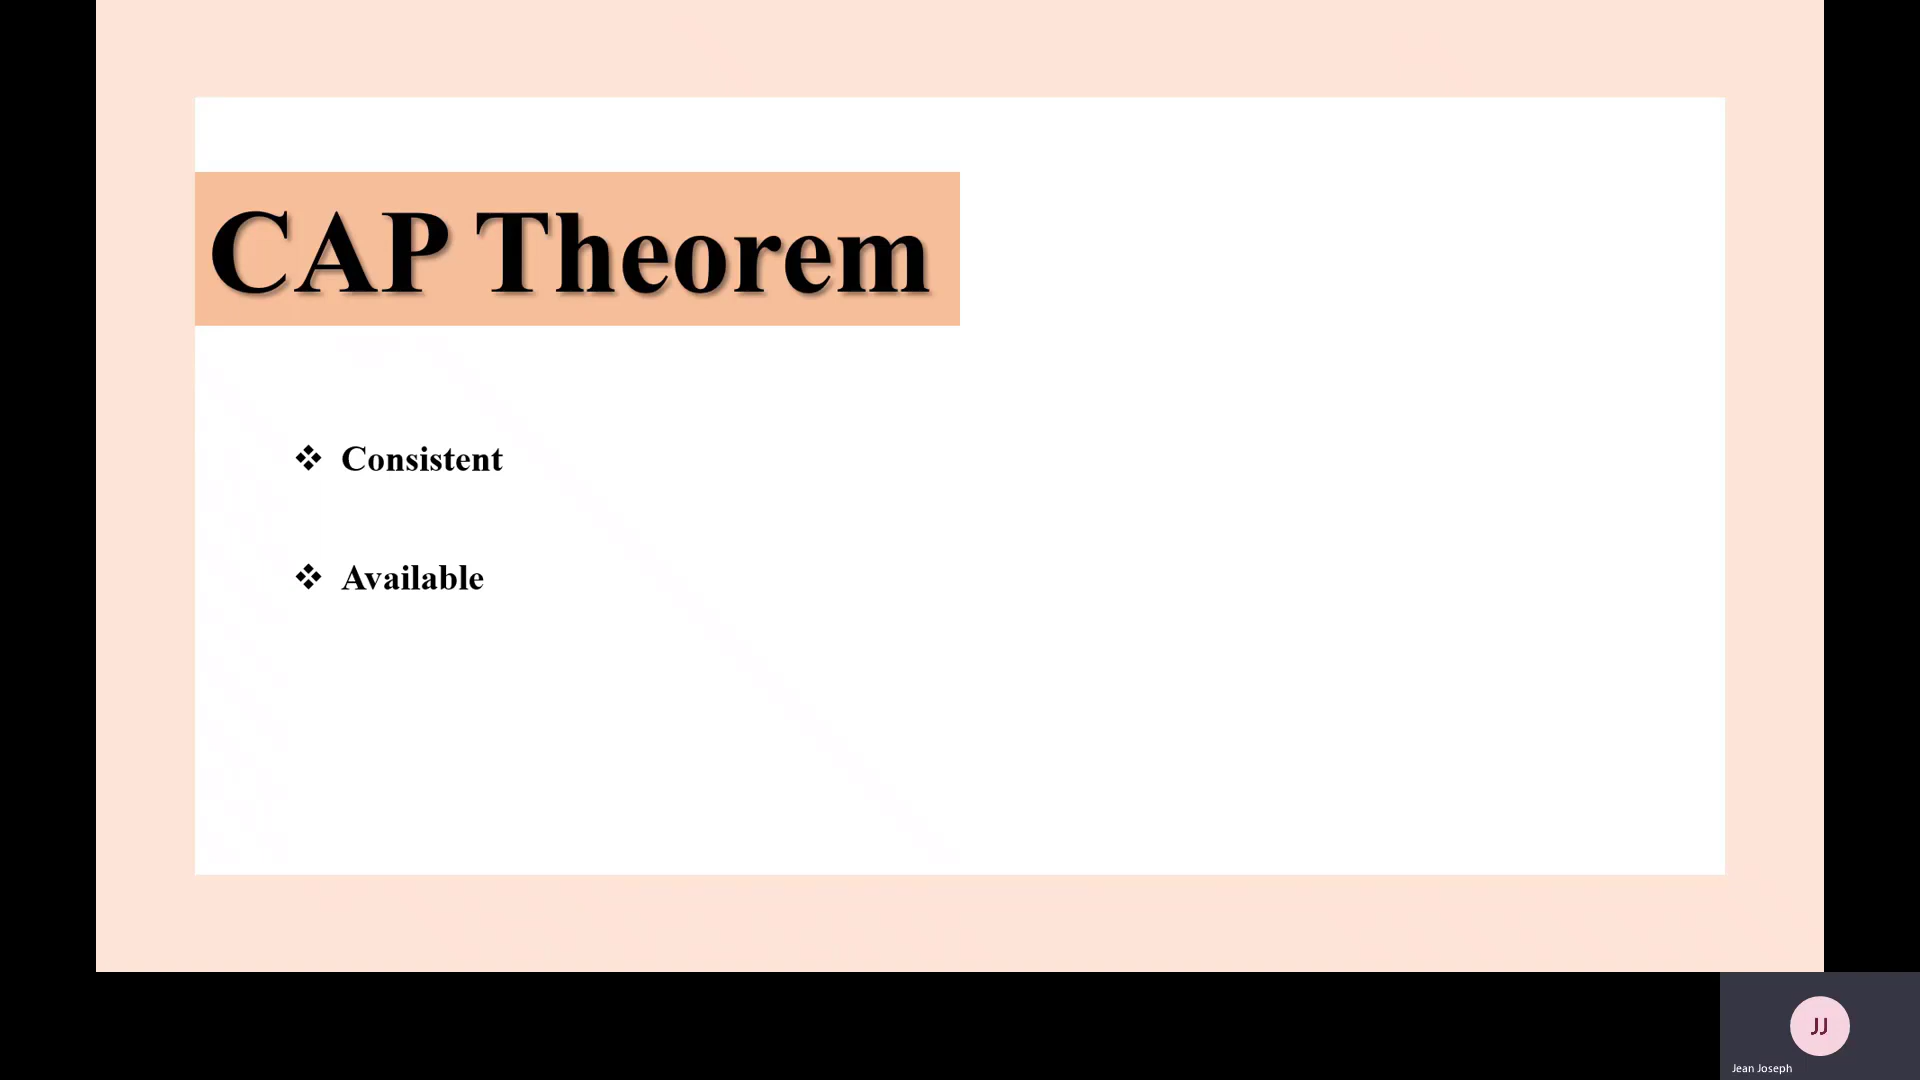 CAP Theorem
❖ Consistent
❖ Available
JJ
Jean Joseph